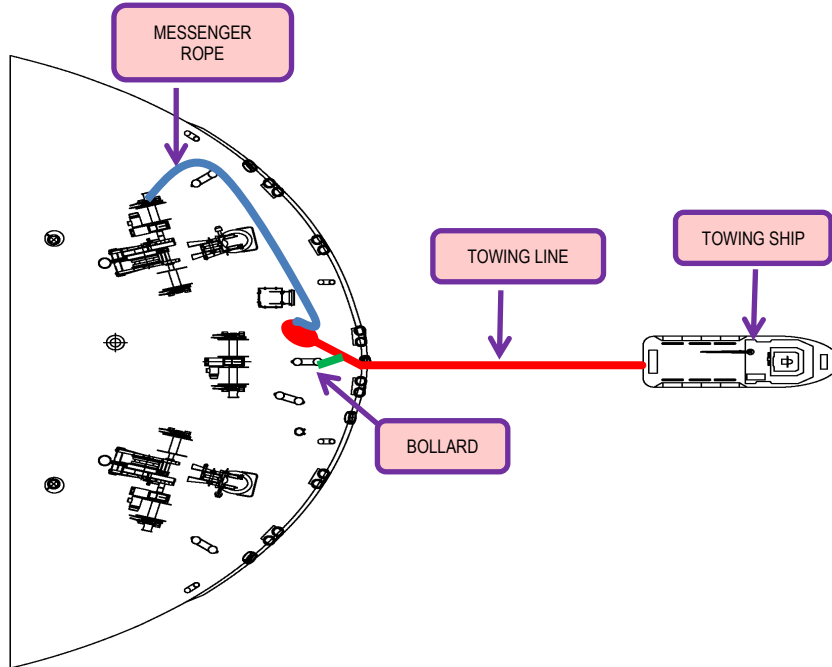 MESSENGER
ROPE
TOWING LINE
TOWING SHIP
BOLLARD